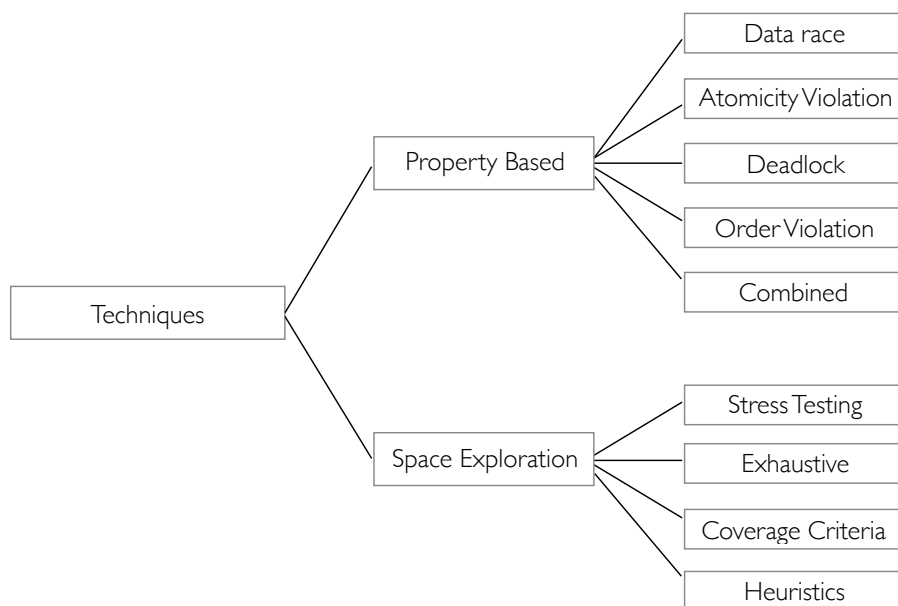 Data race
Atomicity Violation
Property Based
Deadlock
Order Violation
Combined
Techniques
Stress Testing
Space Exploration
Exhaustive
Coverage Criteria
Heuristics